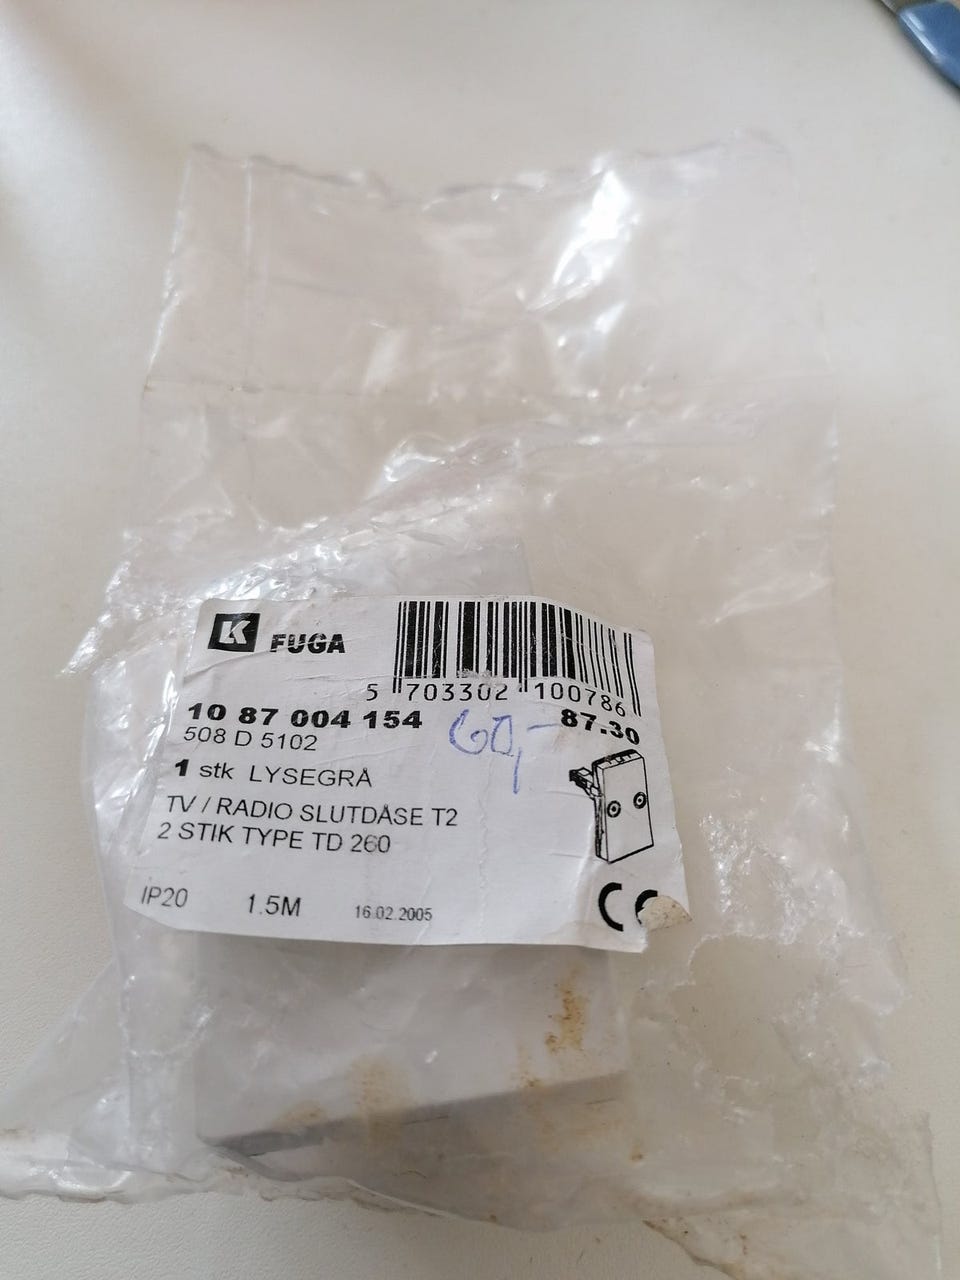 K FUGA
5 703302 100786
10 87 004 154
60,-
87.30
508 D 5102
1 stk LYSEGRÅ
TV / RADIO SLUTDÅSE T2
2 STIK TYPE TD 260
IP20 1.5M 16.02.2005
CE